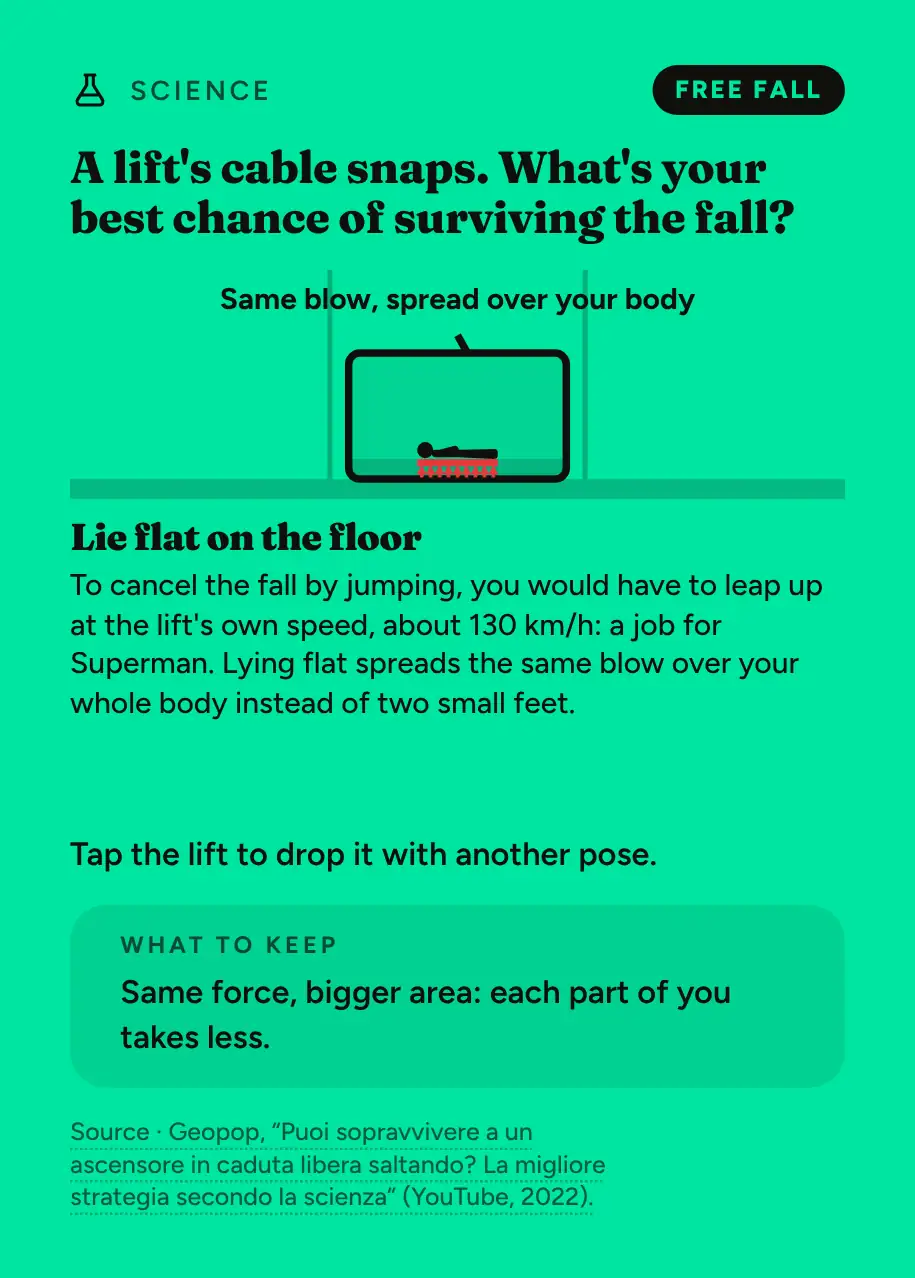 SCIENCE
FREE FALL
A lift's cable snaps. What's your
best chance of surviving the fall?
Same blow, spread over your body
Lie flat on the floor
To cancel the fall by jumping, you would have to leap up
at the lift's own speed, about 130 km/h: a job for
Superman. Lying flat spreads the same blow over your
whole body instead of two small feet.
Tap the lift to drop it with another pose.
WHAT TO KEEP
Same force, bigger area: each part of you
takes less.
Source · Geopop, “Puoi sopravvivere a un
ascensore in caduta libera saltando? La migliore
strategia secondo la scienza” (YouTube, 2022).